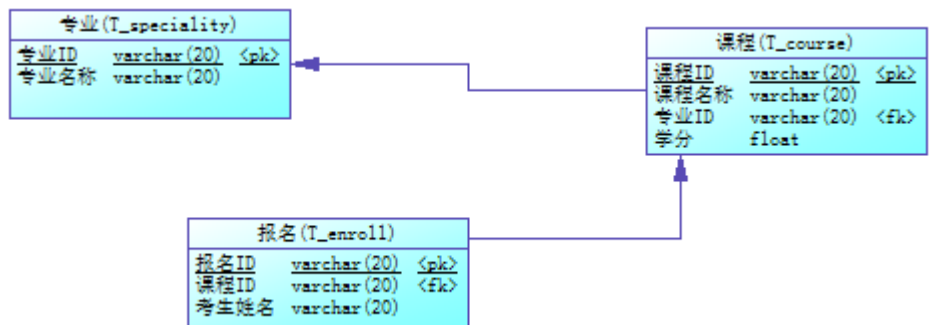 专业(T_speciality)
专业ID varchar(20) <pk>
专业名称 varchar(20)
课程(T_course)
课程ID varchar(20) <pk>
课程名称 varchar(20)
专业ID varchar(20) <fk>
学分 float
报名(T_enroll)
报名ID varchar(20) <pk>
课程ID varchar(20) <fk>
考生姓名 varchar(20)